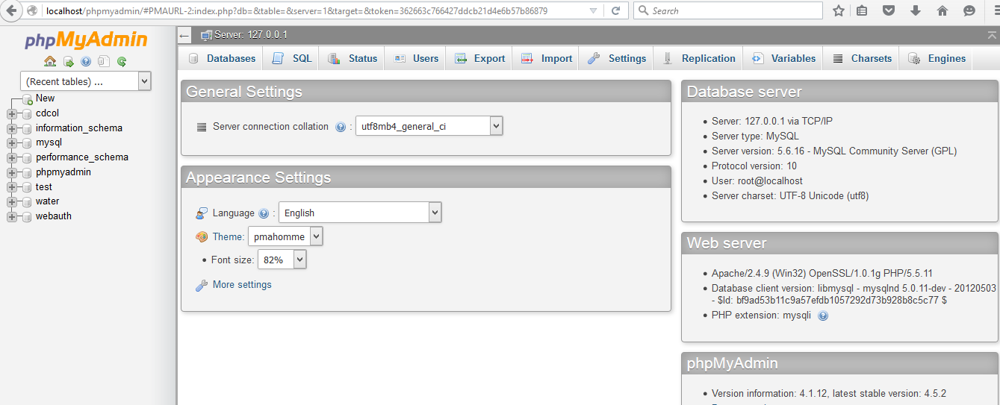 localhost/phpmyadmin/#PMAURL-2:index.php?db=&table=&server=1&target=&token=362663c766427ddcb21d4e6b57b86879
Search
phpMyAdmin
(Recent tables) ...
New
cdcol
information_schema
mysql
performance_schema
phpmyadmin
test
water
webauth
Server: 127.0.0.1
Databases SQL Status Users Export Import Settings Replication Variables Charsets Engines
General Settings
Server connection collation : utf8mb4_general_ci
Appearance Settings
Language : English
Theme: pmahomme
Font size: 82%
More settings
Database server
Server: 127.0.0.1 via TCP/IP
Server type: MySQL
Server version: 5.6.16 - MySQL Community Server (GPL)
Protocol version: 10
User: root@localhost
Server charset: UTF-8 Unicode (utf8)
Web server
Apache/2.4.9 (Win32) OpenSSL/1.0.1g PHP/5.5.11
Database client version: libmysql - mysqlnd 5.0.11-dev - 20120503
- $Id: bf9ad53b11c9a57efdb1057292d73b928b8c5c77 $
PHP extension: mysqli
phpMyAdmin
Version information: 4.1.12, latest stable version: 4.5.2